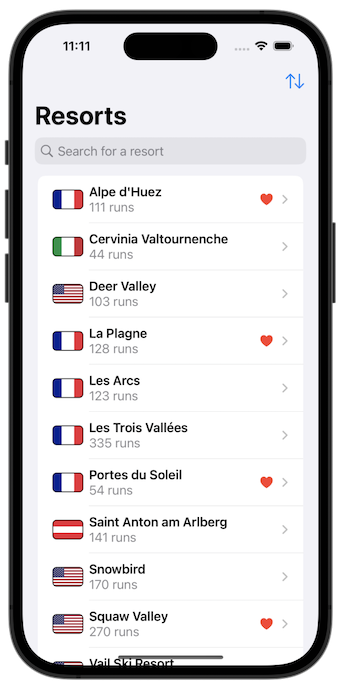 11:11
Resorts
Search for a resort
Alpe d'Huez
111 runs
Cervinia Valtournenche
44 runs
Deer Valley
103 runs
La Plagne
128 runs
Les Arcs
123 runs
Les Trois Vallées
335 runs
Portes du Soleil
54 runs
Saint Anton am Arlberg
141 runs
Snowbird
170 runs
Squaw Valley
270 runs
Vail Ski Resort